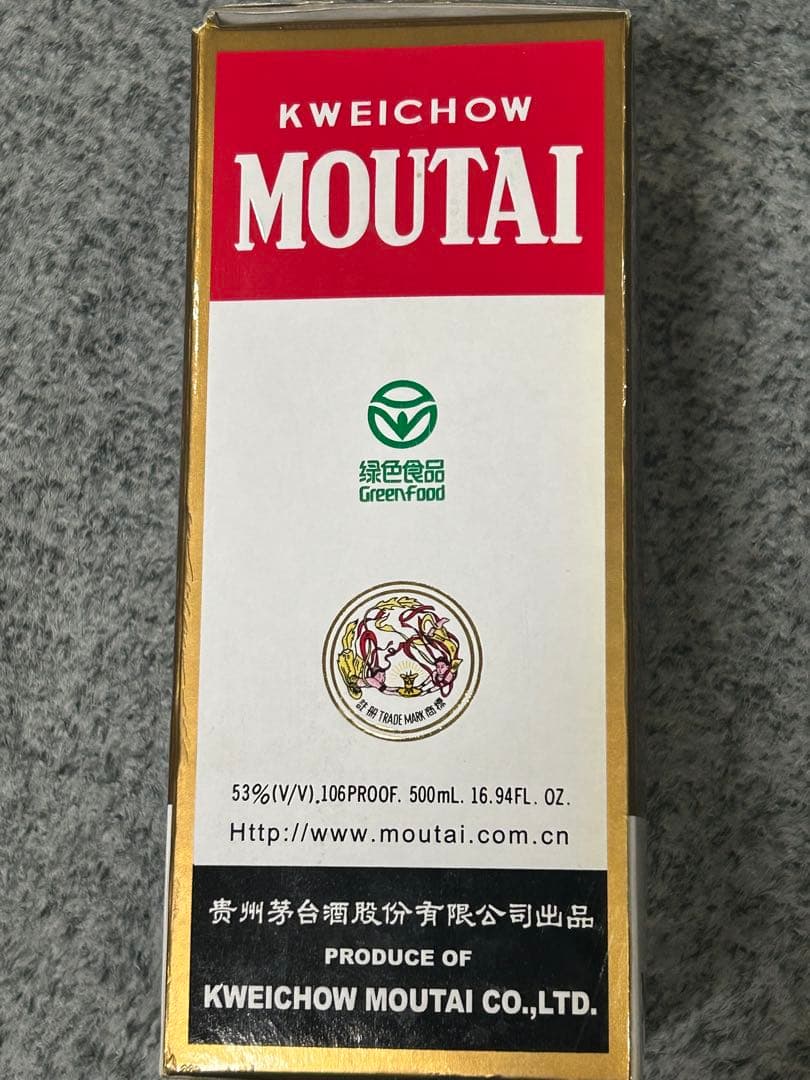 KWEICHOW
MOUTAI
绿色食品
Greenfood
註冊 TRADE MARK 商標
53%(V/V).106PROOF. 500mL. 16.94FL. OZ.
Http://www.moutai.com.cn
贵州茅台酒股份有限公司出品
PRODUCE OF
KWEICHOW MOUTAI CO.,LTD.